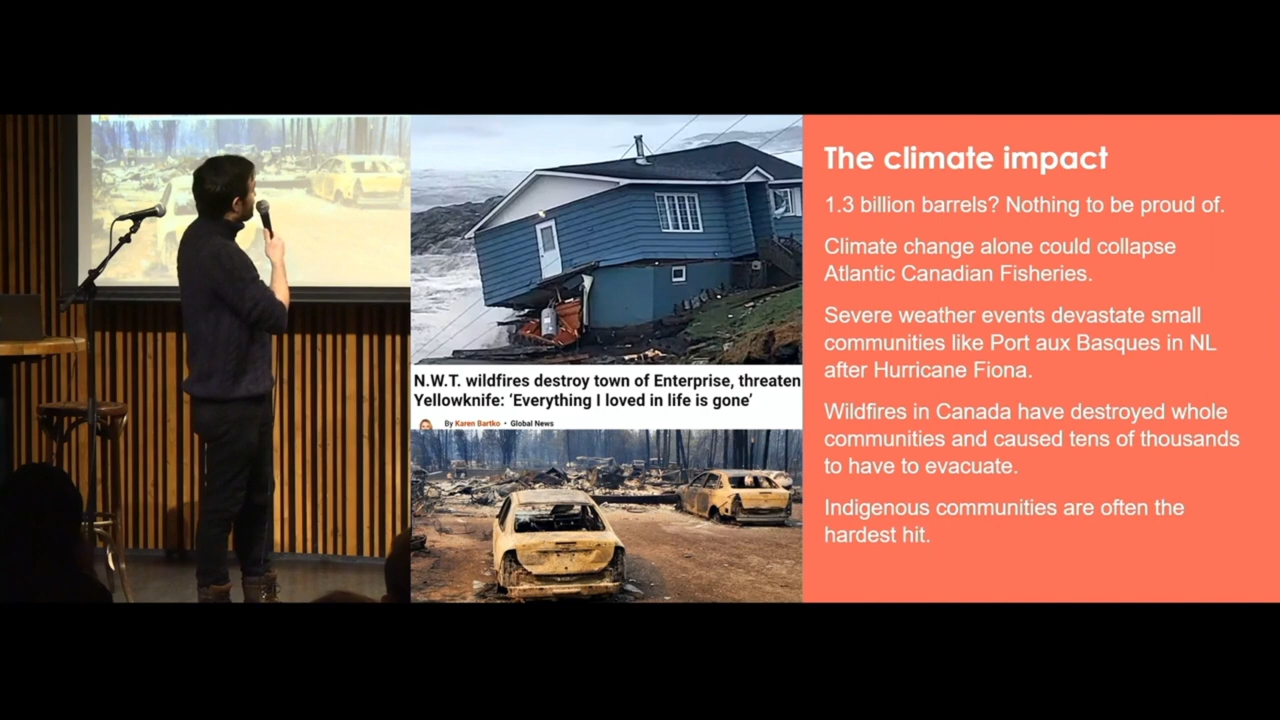 N.W.T. wildfires destroy town of Enterprise, threaten
Yellowknife: ‘Everything I loved in life is gone’
By Karen Bartko • Global News
The climate impact
1.3 billion barrels? Nothing to be proud of.
Climate change alone could collapse
Atlantic Canadian Fisheries.
Severe weather events devastate small
communities like Port aux Basques in NL
after Hurricane Fiona.
Wildfires in Canada have destroyed whole
communities and caused tens of thousands
to have to evacuate.
Indigenous communities are often the
hardest hit.